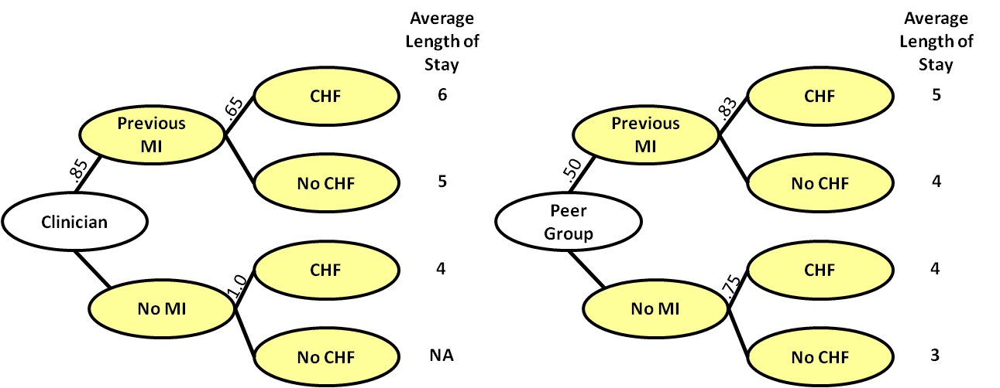 Average
Length of
Stay
CHF
6
.65
Previous
MI
.85
No CHF
5
Clinician
CHF
4
1.0
No MI
No CHF
NA
Average
Length of
Stay
CHF
5
.83
Previous
MI
.50
No CHF
4
Peer
Group
CHF
4
.75
No MI
No CHF
3